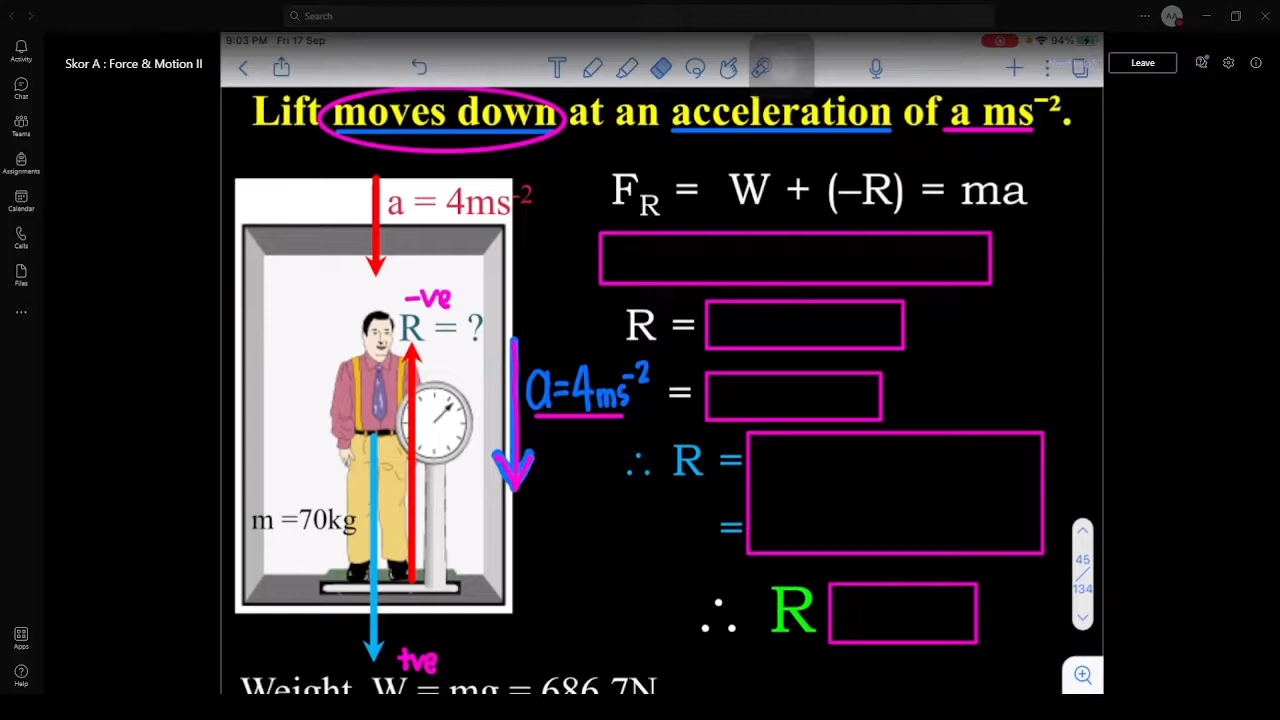 Search
AA
Activity
Chat
Teams
Assignments
Calendar
Calls
Files
Apps
Help
Skor A : Force & Motion II
Leave
9:03 PM Fri 17 Sep
94%
Lift moves down at an acceleration of a ms⁻².
a = 4ms⁻²
-ve
R = ?
m =70kg
+ve
Weight, W = mg = 686.7N
a=4ms⁻²
F_R = W + (–R) = ma
R =
=
∴ R =
=
∴ R
45
134